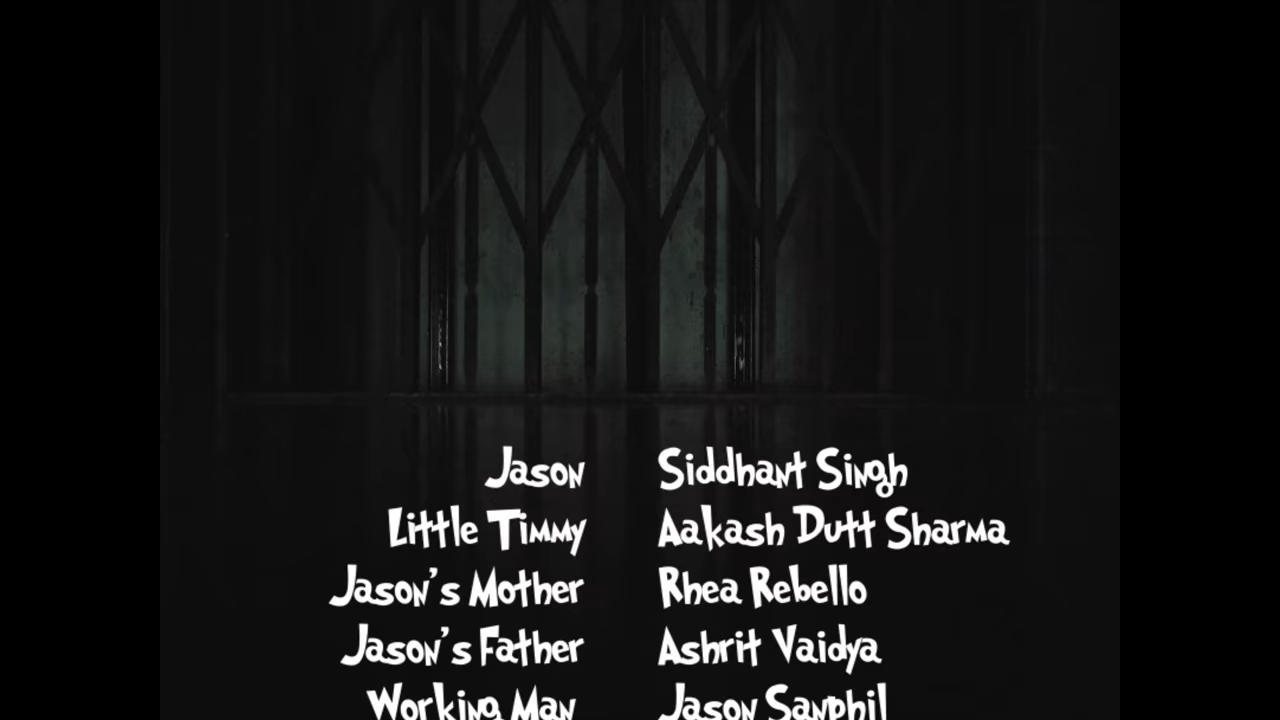 Jason Siddhant Singh
Little Timmy Aakash Dutt Sharma
Jason's Mother Rhea Rebello
Jason's Father Ashrit Vaidya
Working Man Jason Sanphil